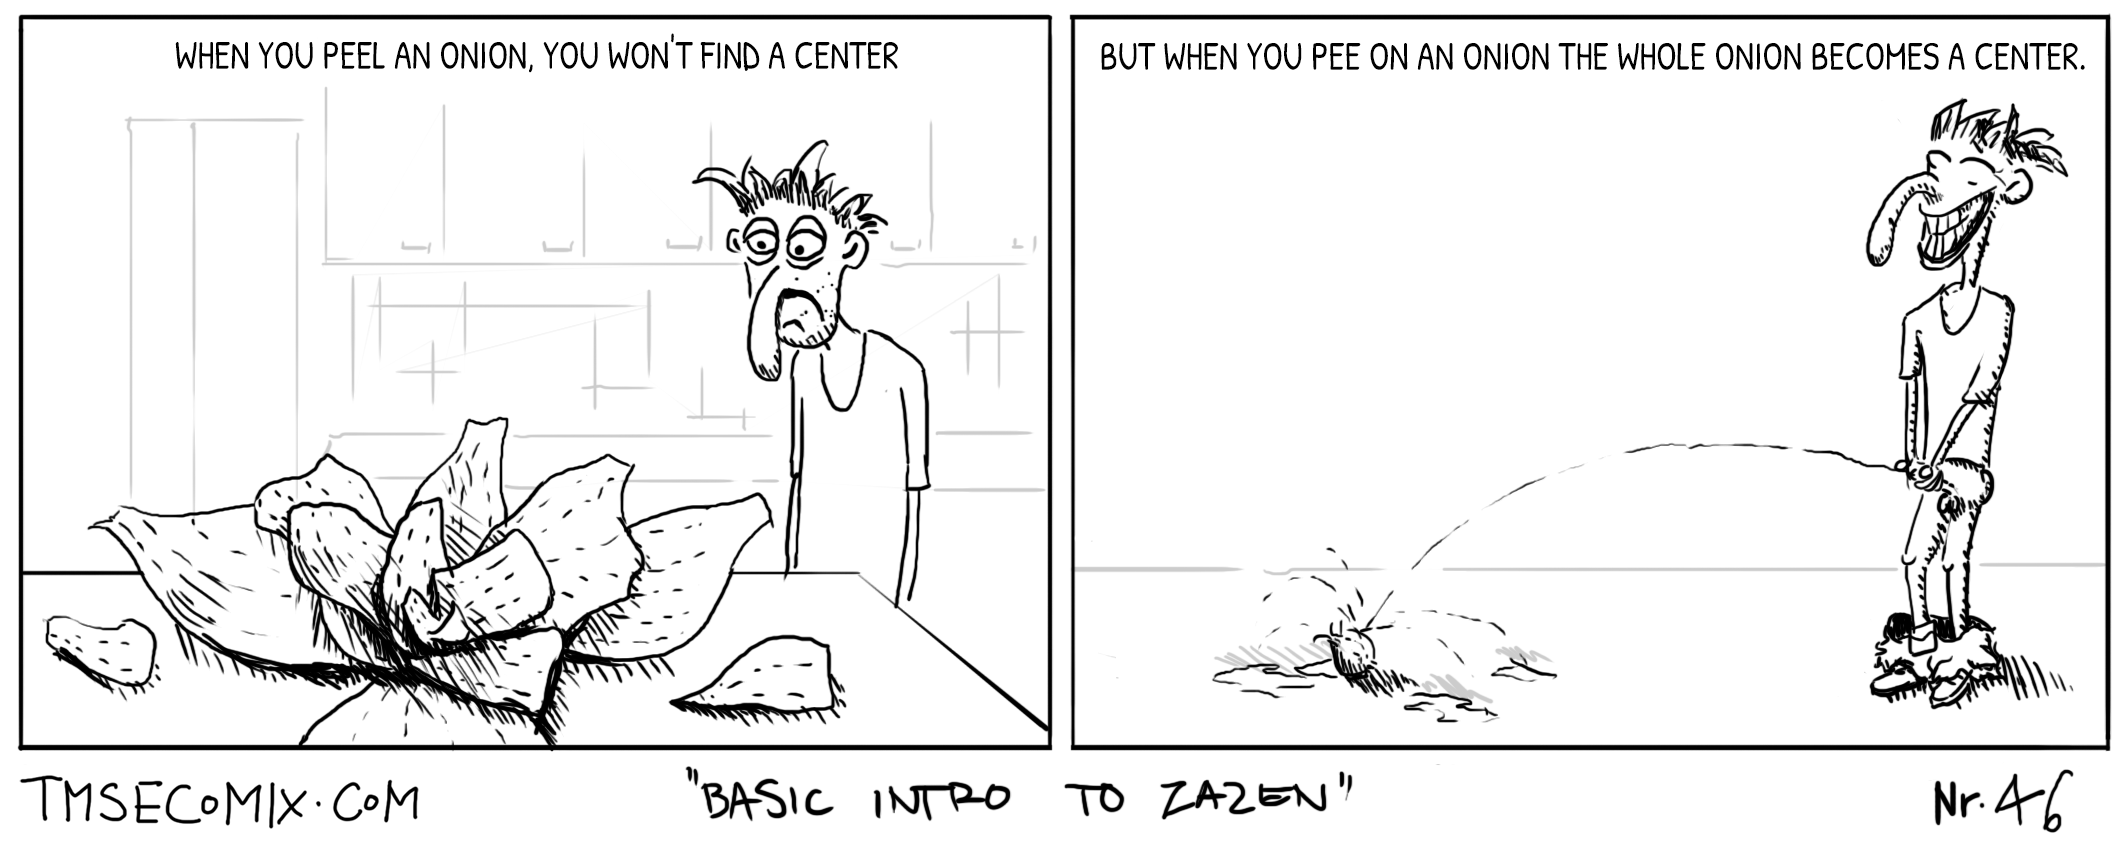 WHEN YOU PEEL AN ONION, YOU WON'T FIND A CENTER
BUT WHEN YOU PEE ON AN ONION THE WHOLE ONION BECOMES A CENTER.
TMSECOMIX.COM
"BASIC INTRO TO ZAZEN"
Nr. 46